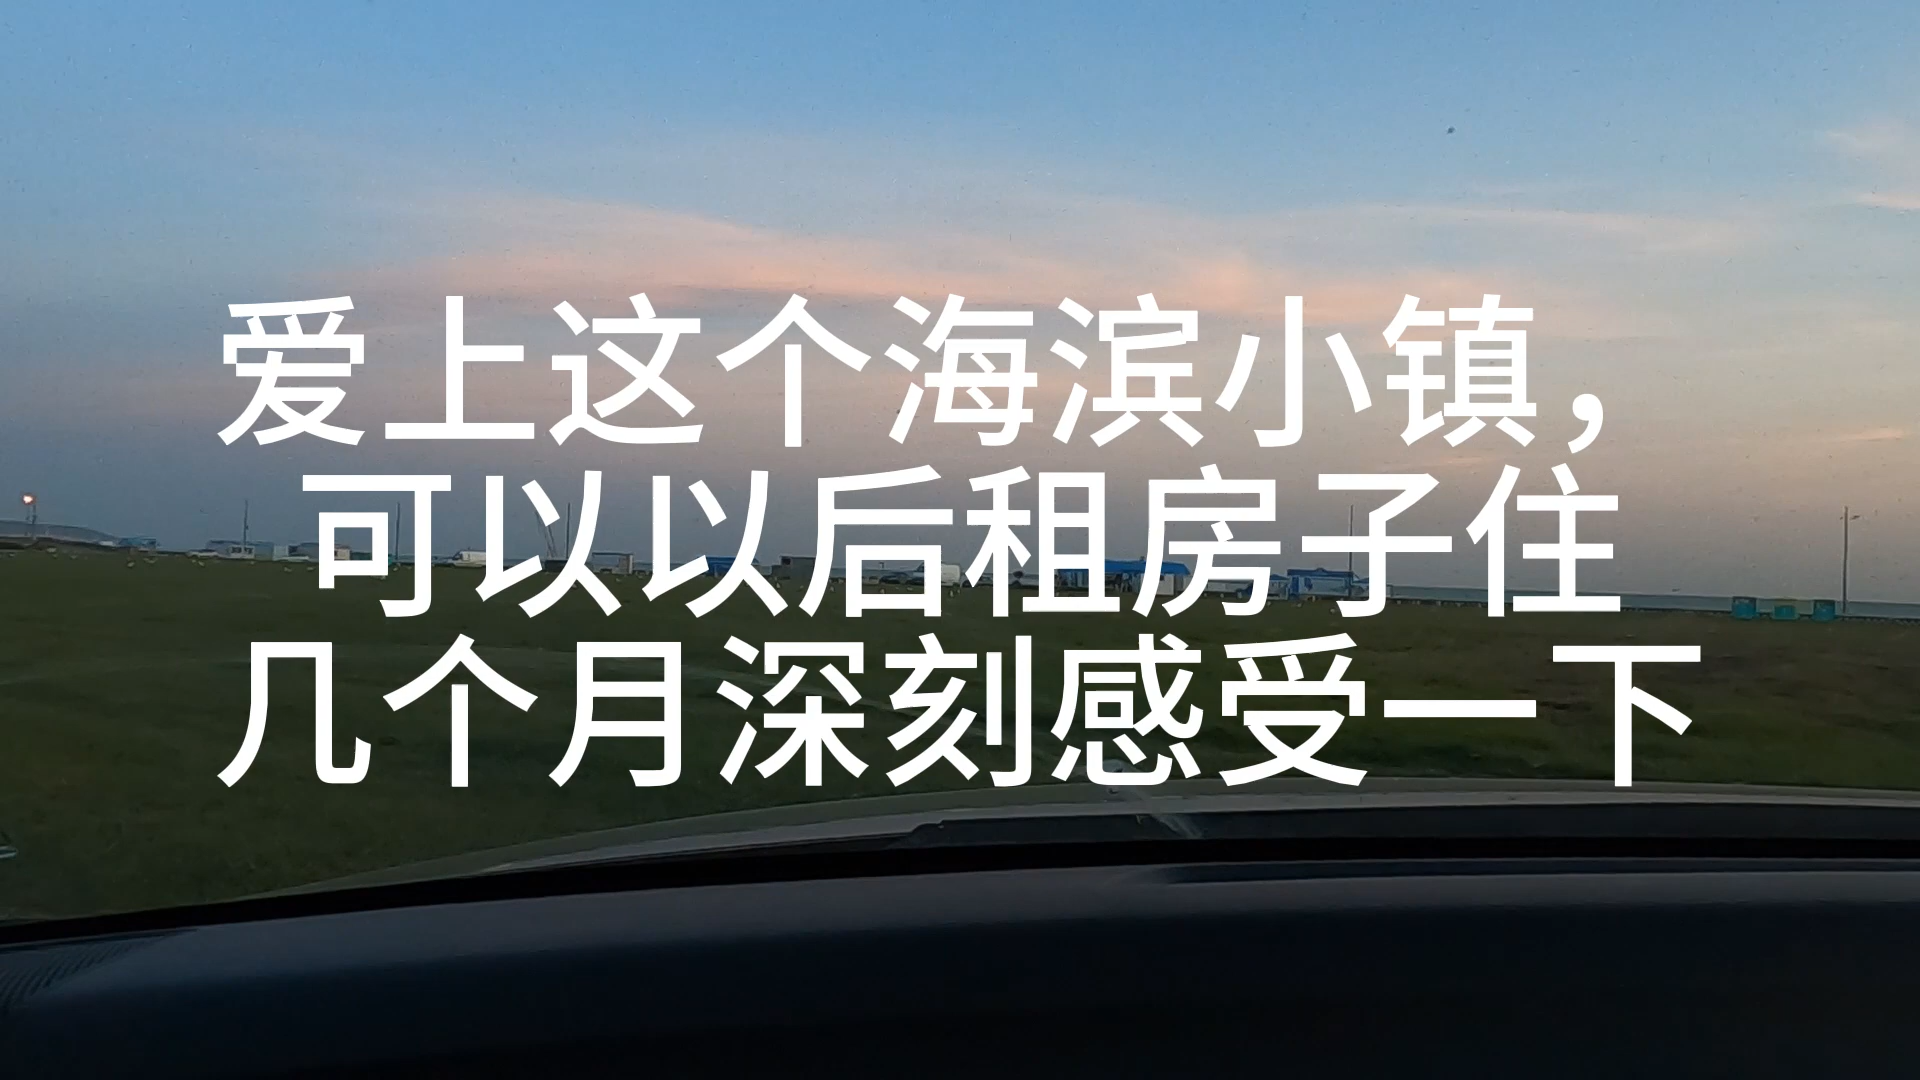 爱上这个海滨小镇，
可以以后租房子住
几个月深刻感受一下